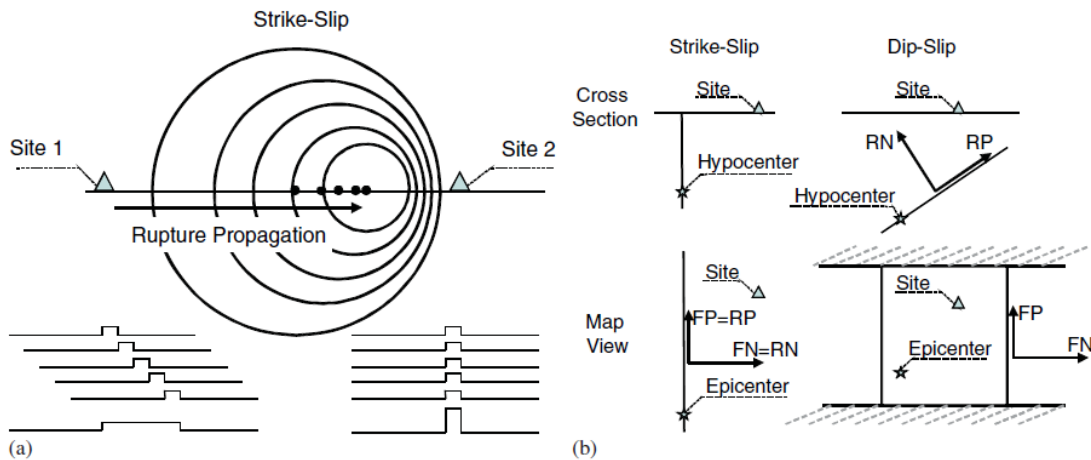 Strike-Slip
Site 1
Site 2
Rupture Propagation
(a)
Strike-Slip
Dip-Slip
Cross
Section
Site
Hypocenter
Site
RN
RP
Hypocenter
Map
View
Site
FP=RP
FN=RN
Epicenter
Site
FP
FN
Epicenter
(b)